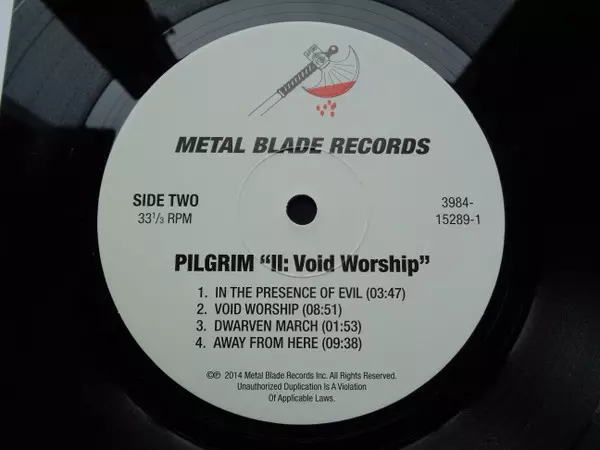 METAL BLADE RECORDS
SIDE TWO
33 1/3 RPM
3984-
15289-1
PILGRIM “II: Void Worship”
1. IN THE PRESENCE OF EVIL (03:47)
2. VOID WORSHIP (08:51)
3. DWARVEN MARCH (01:53)
4. AWAY FROM HERE (09:38)
©℗ 2014 Metal Blade Records Inc. All Rights Reserved.
Unauthorized Duplication Is A Violation
Of Applicable Laws.